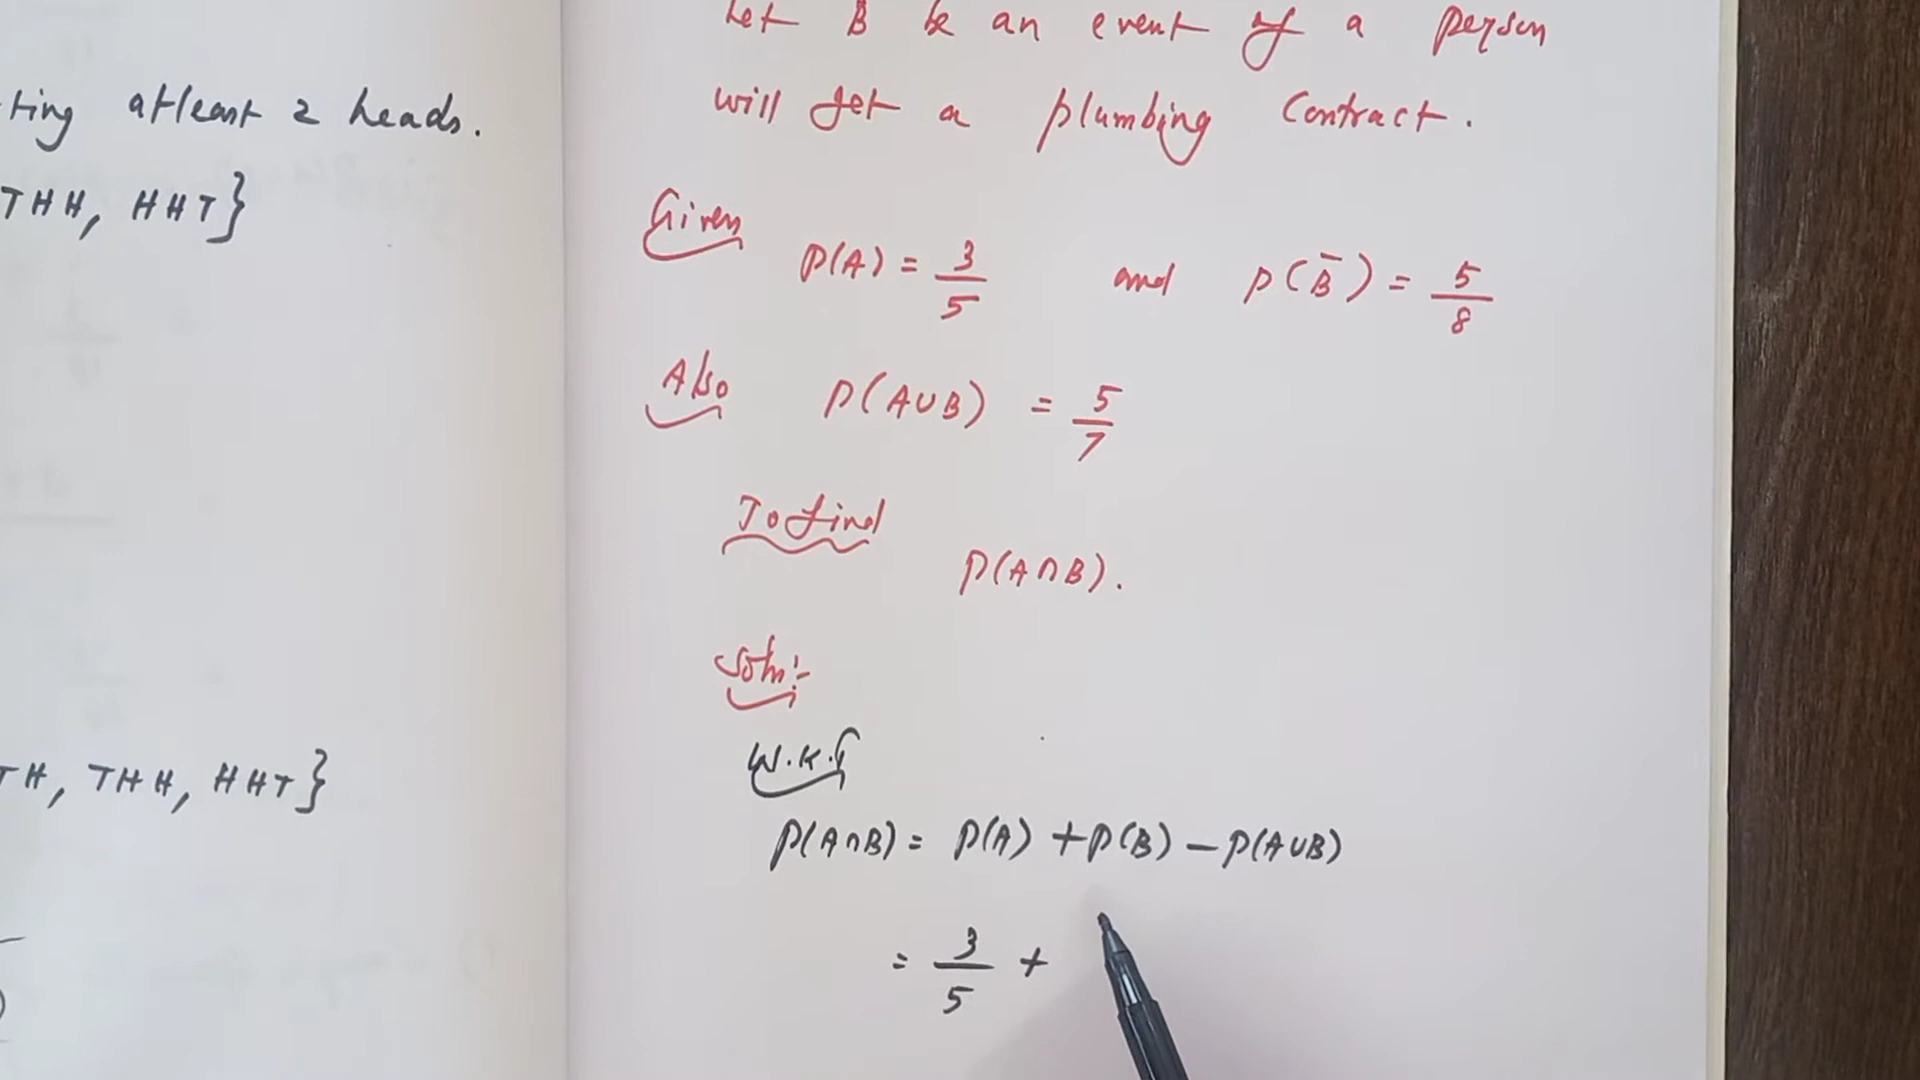 ting atleast 2 heads.
THH, HHT}
TH, THH, HHT}
Let B be an event of a person
will get a plumbing Contract.
Given
P(A) = 3/5 and P(B̄) = 5/8
Also P(A∪B) = 5/7
To find
P(A∩B).
Soln:-
W.K.T
P(A∩B) = P(A) + P(B) - P(A∪B)
= 3/5 +